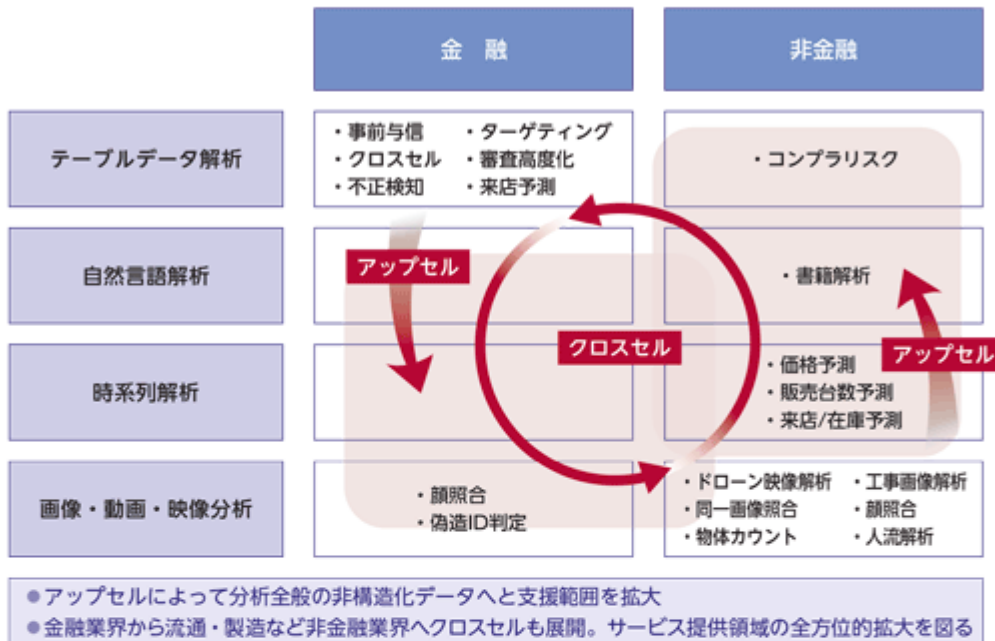 金　融
非金融
テーブルデータ解析
・事前与信　・ターゲティング
・クロスセル　・審査高度化
・不正検知　・来店予測
・コンプラリスク
自然言語解析
アップセル
・書籍解析
クロスセル
時系列解析
・価格予測
・販売台数予測
・来店/在庫予測
アップセル
画像・動画・映像分析
・顔照合
・偽造ID判定
・ドローン映像解析　・工事画像解析
・同一画像照合　・顔照合
・物体カウント　・人流解析
●アップセルによって分析全般の非構造化データへと支援範囲を拡大
●金融業界から流通・製造など非金融業界へクロスセルも展開。サービス提供領域の全方位的拡大を図る